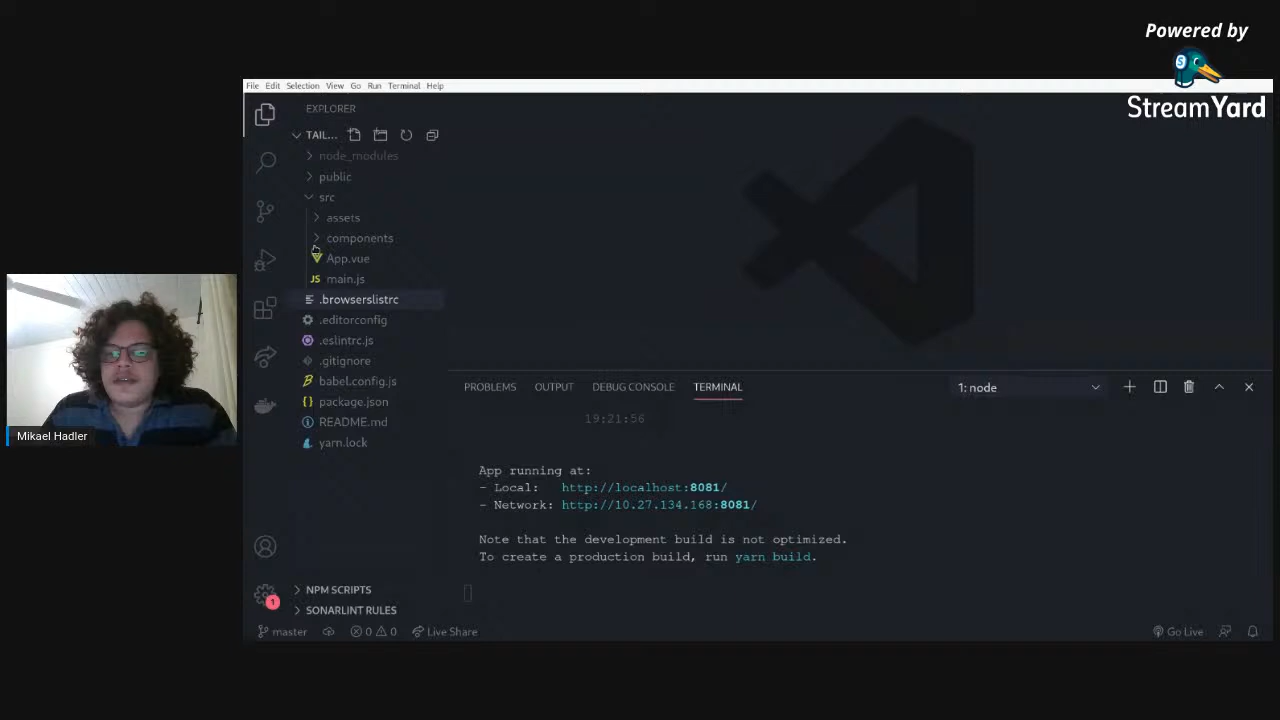 Powered by
StreamYard
File Edit Selection View Go Run Terminal Help
EXPLORER
TAIL...
node_modules
public
src
assets
components
App.vue
JS main.js
.browserslistrc
.editorconfig
.eslintrc.js
.gitignore
babel.config.js
{} package.json
README.md
yarn.lock
NPM SCRIPTS
SONARLINT RULES
1
master 0 0 Live Share
Go Live
PROBLEMS OUTPUT DEBUG CONSOLE TERMINAL
1: node
19:21:56
App running at:
- Local: http://localhost:8081/
- Network: http://10.27.134.168:8081/
Note that the development build is not optimized.
To create a production build, run yarn build.
Mikael Hadler